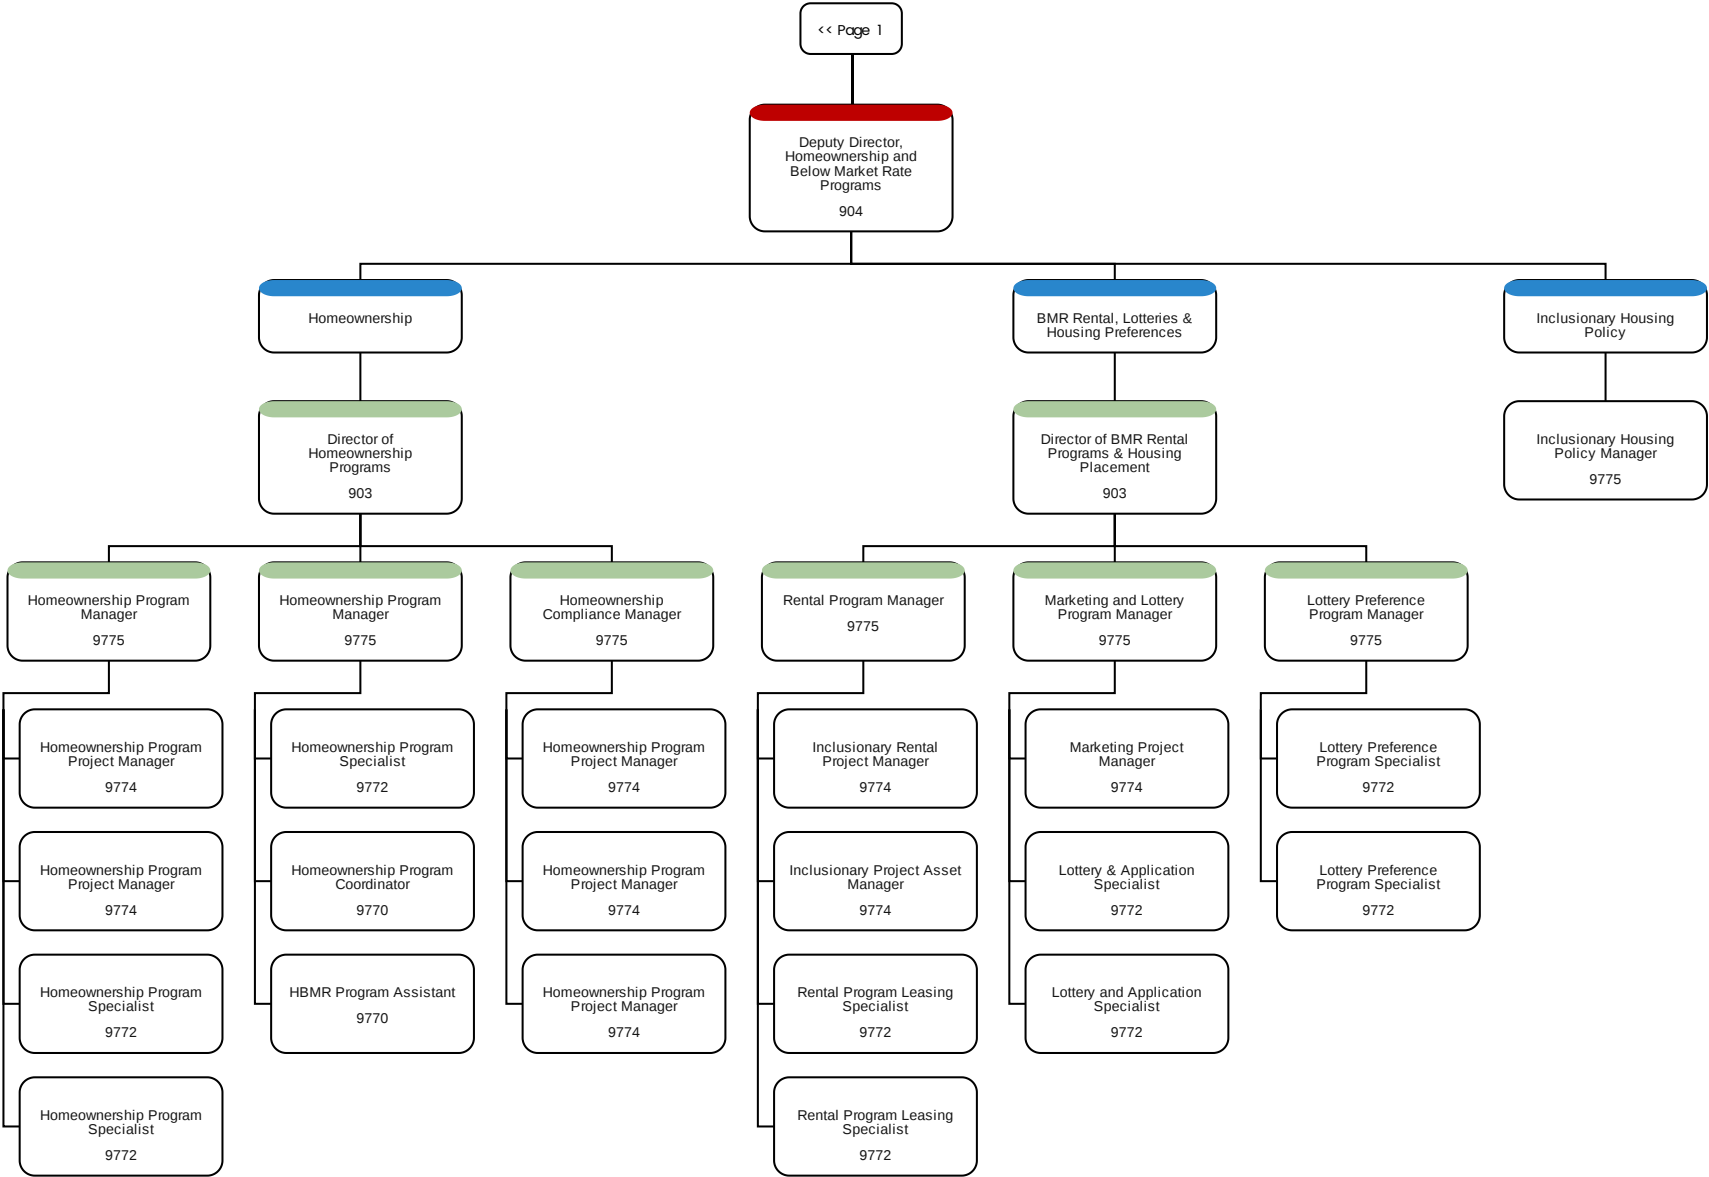 << Page 1
Deputy Director,
Homeownership and
Below Market Rate
Programs
904
Homeownership
BMR Rental, Lotteries &
Housing Preferences
Inclusionary Housing
Policy
Director of
Homeownership
Programs
903
Director of BMR Rental
Programs & Housing
Placement
903
Inclusionary Housing
Policy Manager
9775
Homeownership Program
Manager
9775
Homeownership Program
Manager
9775
Homeownership
Compliance Manager
9775
Rental Program Manager
9775
Marketing and Lottery
Program Manager
9775
Lottery Preference
Program Manager
9775
Homeownership Program
Project Manager
9774
Homeownership Program
Specialist
9772
Homeownership Program
Project Manager
9774
Inclusionary Rental
Project Manager
9774
Marketing Project
Manager
9774
Lottery Preference
Program Specialist
9772
Homeownership Program
Project Manager
9774
Homeownership Program
Coordinator
9770
Homeownership Program
Project Manager
9774
Inclusionary Project Asset
Manager
9774
Lottery & Application
Specialist
9772
Lottery Preference
Program Specialist
9772
Homeownership Program
Specialist
9772
HBMR Program Assistant
9770
Homeownership Program
Project Manager
9774
Rental Program Leasing
Specialist
9772
Lottery and Application
Specialist
9772
Homeownership Program
Specialist
9772
Rental Program Leasing
Specialist
9772